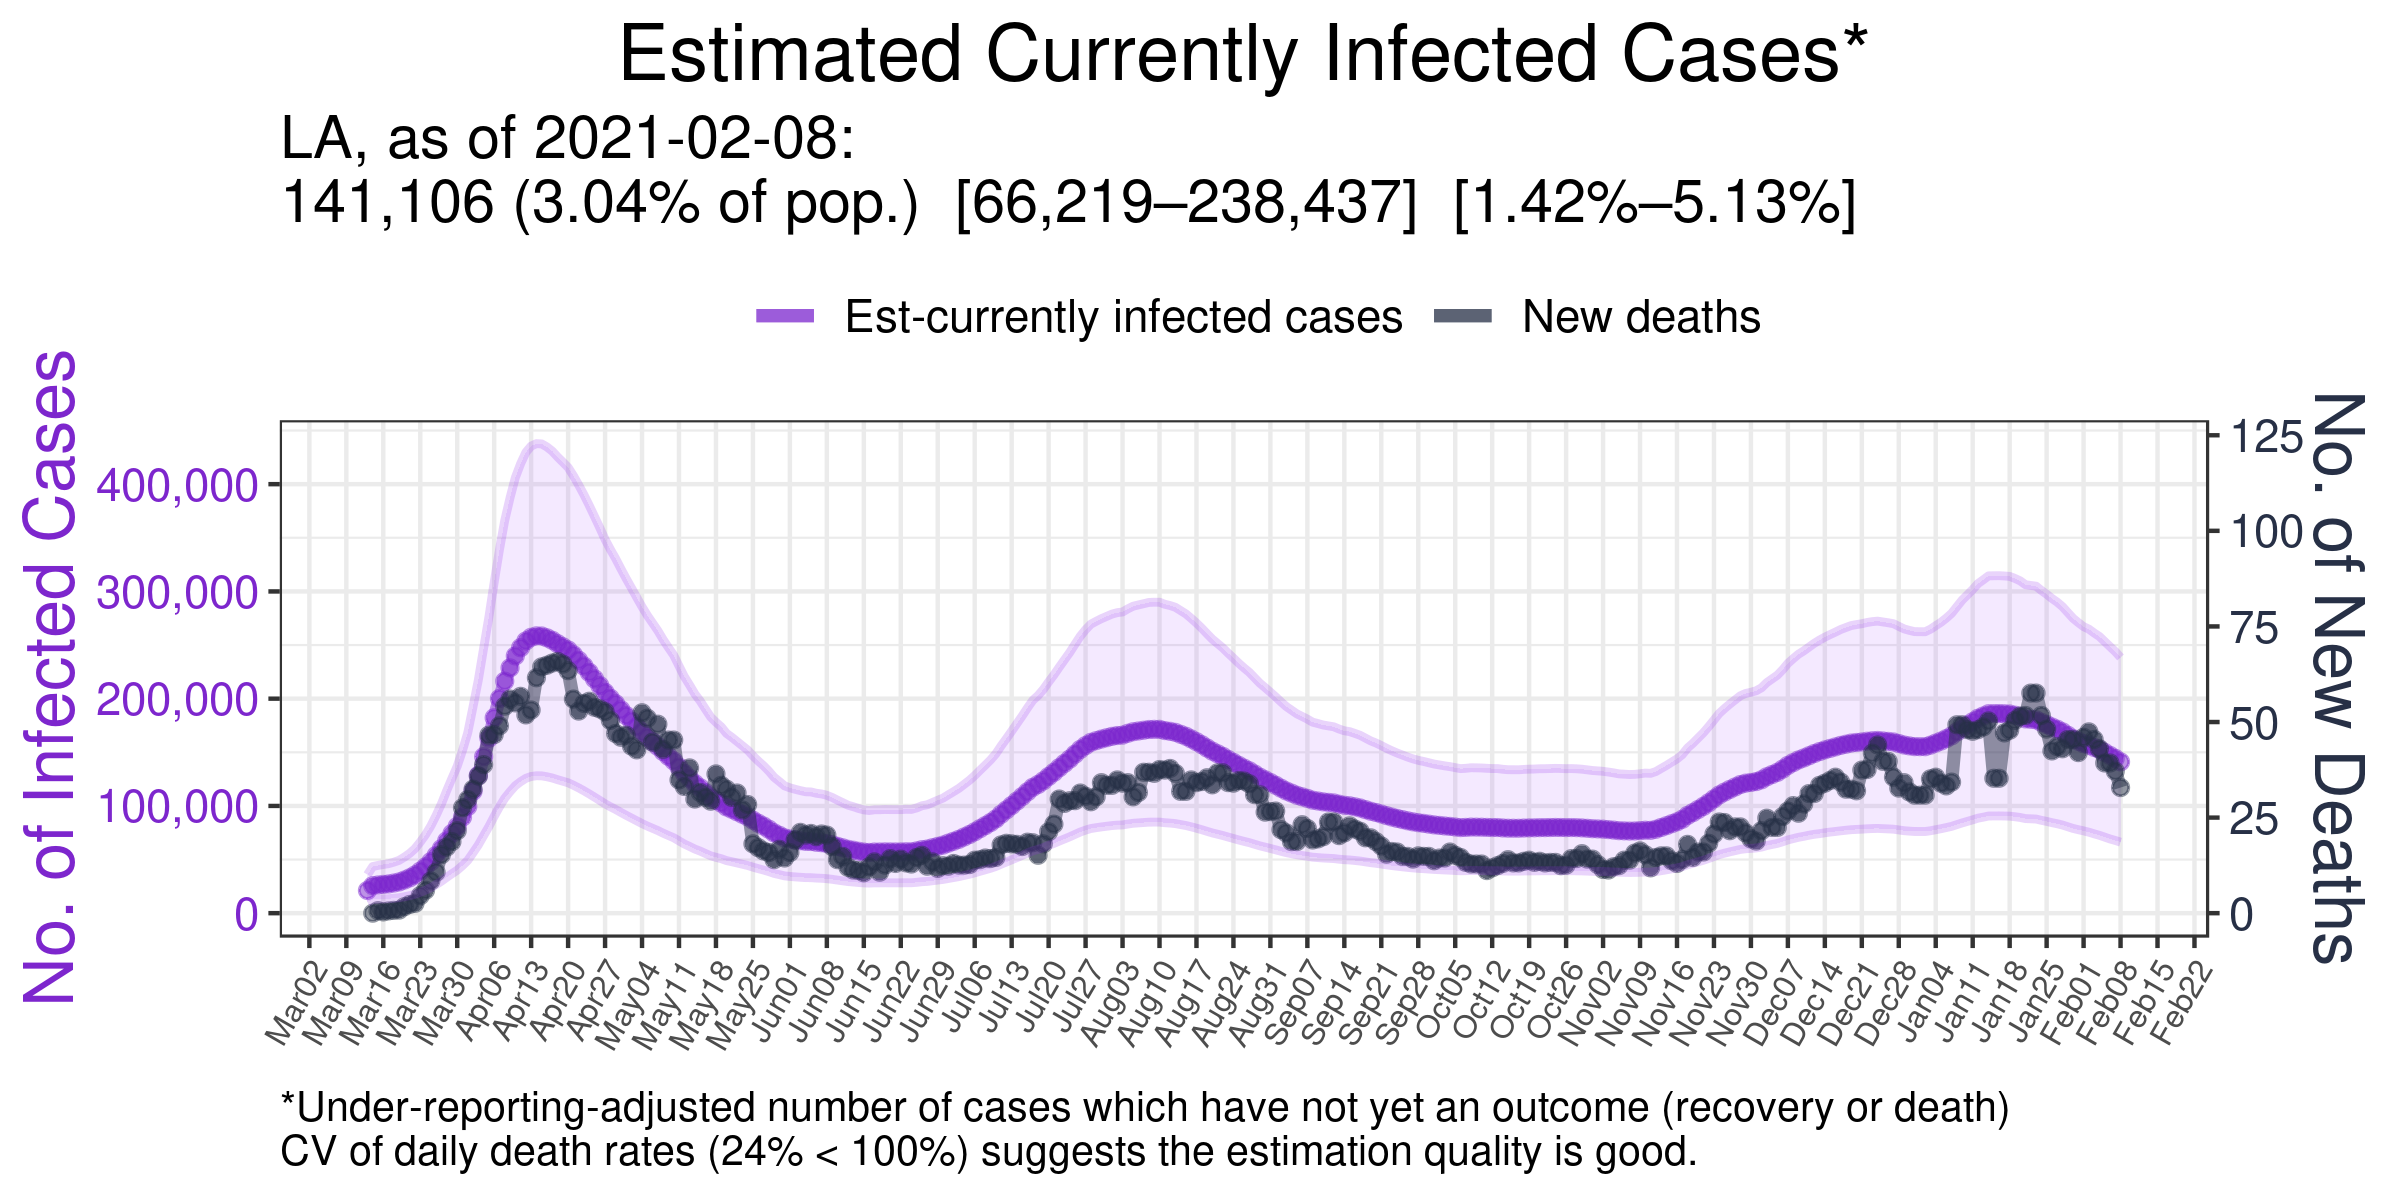 Estimated Currently Infected Cases*
LA, as of 2021-02-08:
141,106 (3.04% of pop.)  [66,219–238,437]  [1.42%–5.13%]
Est-currently infected cases
New deaths
No. of Infected Cases
400,000
300,000
200,000
100,000
0
125
100
75
50
25
0
No. of New Deaths
Mar02
Mar09
Mar16
Mar23
Mar30
Apr06
Apr13
Apr20
Apr27
May04
May11
May18
May25
Jun01
Jun08
Jun15
Jun22
Jun29
Jul06
Jul13
Jul20
Jul27
Aug03
Aug10
Aug17
Aug24
Aug31
Sep07
Sep14
Sep21
Sep28
Oct05
Oct12
Oct19
Oct26
Nov02
Nov09
Nov16
Nov23
Nov30
Dec07
Dec14
Dec21
Dec28
Jan04
Jan11
Jan18
Jan25
Feb01
Feb08
Feb15
Feb22
*Under-reporting-adjusted number of cases which have not yet an outcome (recovery or death)
CV of daily death rates (24% < 100%) suggests the estimation quality is good.